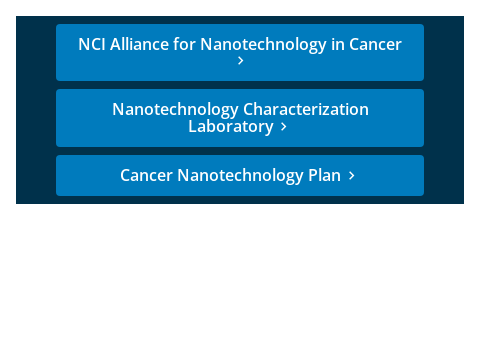 NCI Alliance for Nanotechnology in Cancer
›
Nanotechnology Characterization
Laboratory ›
Cancer Nanotechnology Plan ›